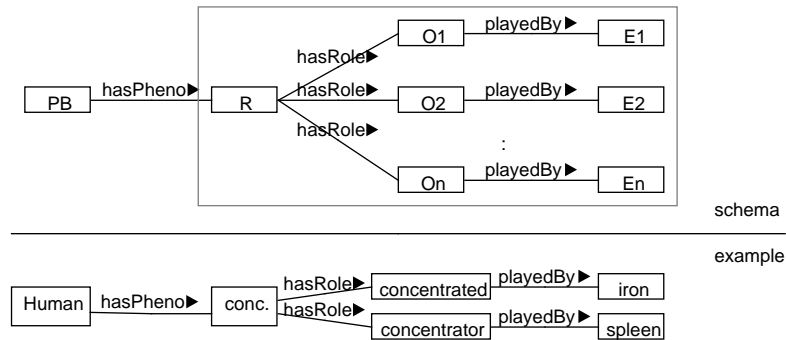 O1 playedBy▶ E1
hasRole▶
PB hasPheno▶ R hasRole▶ O2 playedBy▶ E2
hasRole▶
:
On playedBy▶ En
schema
example
Human hasPheno▶ conc. hasRole▶ concentrated playedBy▶ iron
hasRole▶ concentrator playedBy▶ spleen